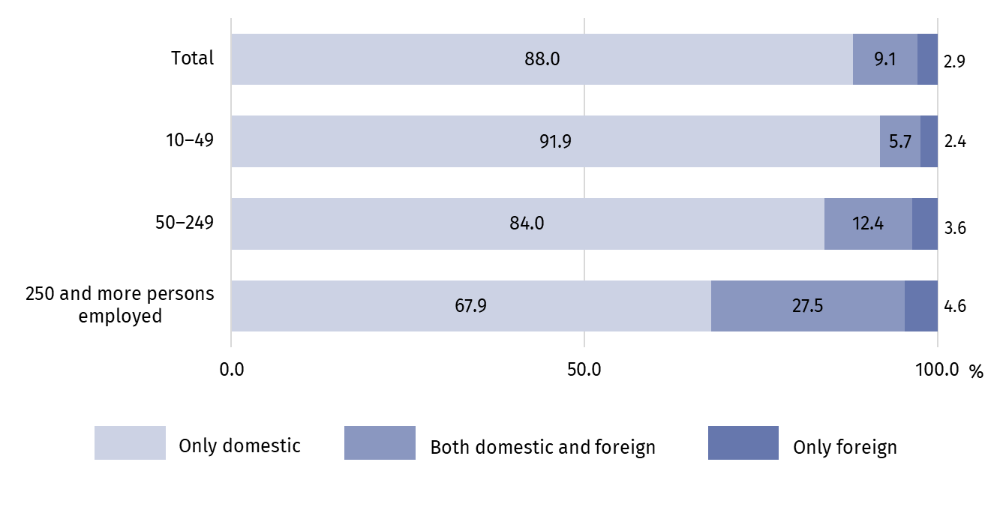 Total
88.0
9.1
2.9
10–49
91.9
5.7
2.4
50–249
84.0
12.4
3.6
250 and more persons
employed
67.9
27.5
4.6
0.0
50.0
100.0 %
Only domestic
Both domestic and foreign
Only foreign